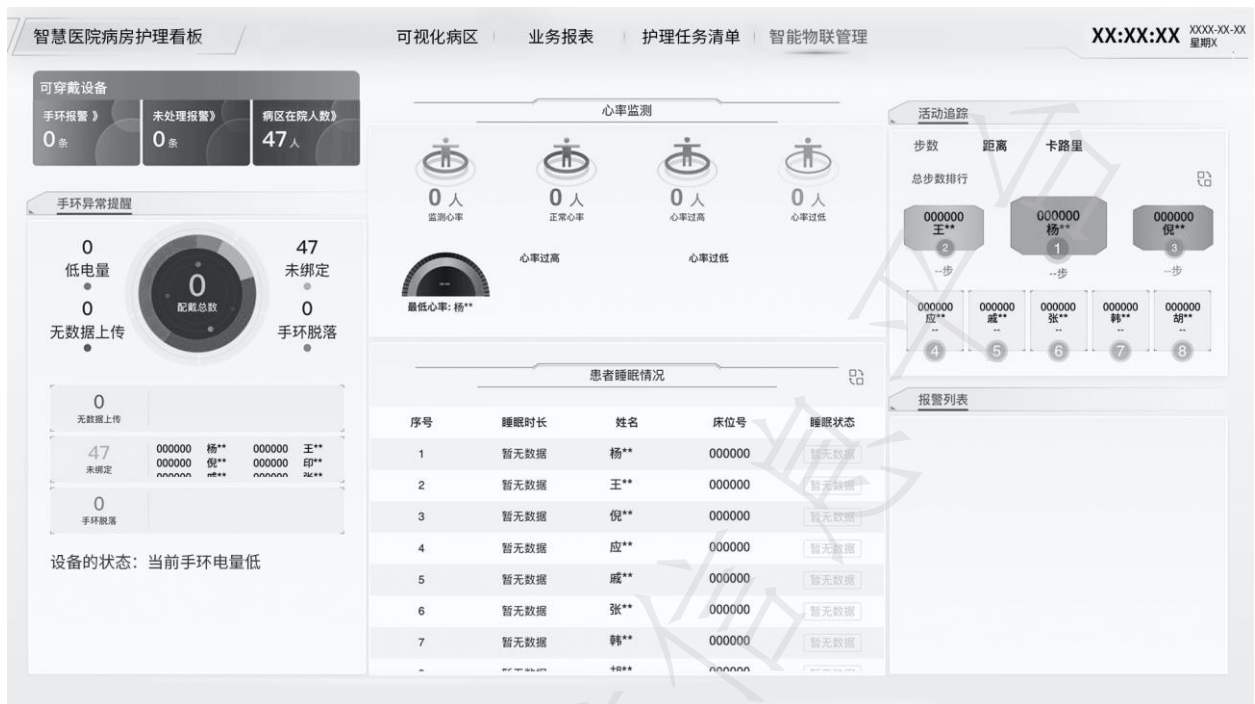 智慧医院病房护理看板
可视化病区 业务报表 护理任务清单 智能物联管理
XX:XX:XX XXXX-XX-XX
星期X
可穿戴设备
手环报警 》 未处理报警》 病区在院人数》
0 条 0 条 47 人
手环异常提醒
0 47
低电量 未绑定
0
配戴总数
0 0
无数据上传 手环脱落
0
无数据上传
47
未绑定
000000 杨** 000000 王**
000000 倪** 000000 印**
000000 戚** 000000 张**
0
手环脱落
设备的状态：当前手环电量低
心率监测
0 人 0 人 0 人 0 人
监测心率 正常心率 心率过高 心率过低
心率过高 心率过低
--
最低心率: 杨**
患者睡眠情况
序号 睡眠时长 姓名 床位号 睡眠状态
1 暂无数据 杨** 000000 暂无数据
2 暂无数据 王** 000000 暂无数据
3 暂无数据 倪** 000000 暂无数据
4 暂无数据 应** 000000 暂无数据
5 暂无数据 戚** 000000 暂无数据
6 暂无数据 张** 000000 暂无数据
7 暂无数据 韩** 000000 暂无数据
活动追踪
步数 距离 卡路里
总步数排行
000000 000000 000000
王** 杨** 倪**
2 1 3
--步 --步 --步
000000 000000 000000 000000 000000
应** 戚** 张** 韩** 胡**
-- -- -- -- --
4 5 6 7 8
报警列表